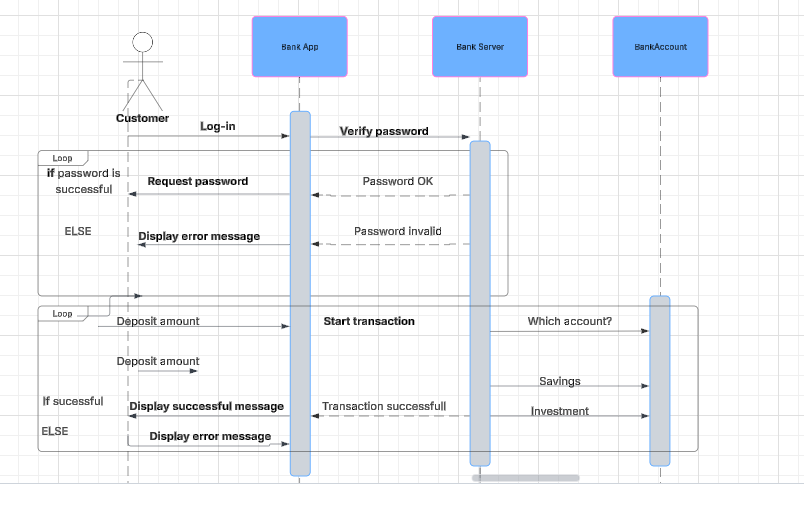 Bank App
Bank Server
BankAccount
Customer
Log-in
Verify password
Loop
if password is
successful
Request password
Password OK
ELSE
Display error message
Password invalid
Loop
Deposit amount
Start transaction
Which account?
Deposit amount
Savings
If sucessful
Display successful message
Transaction successfull
Investment
ELSE
Display error message